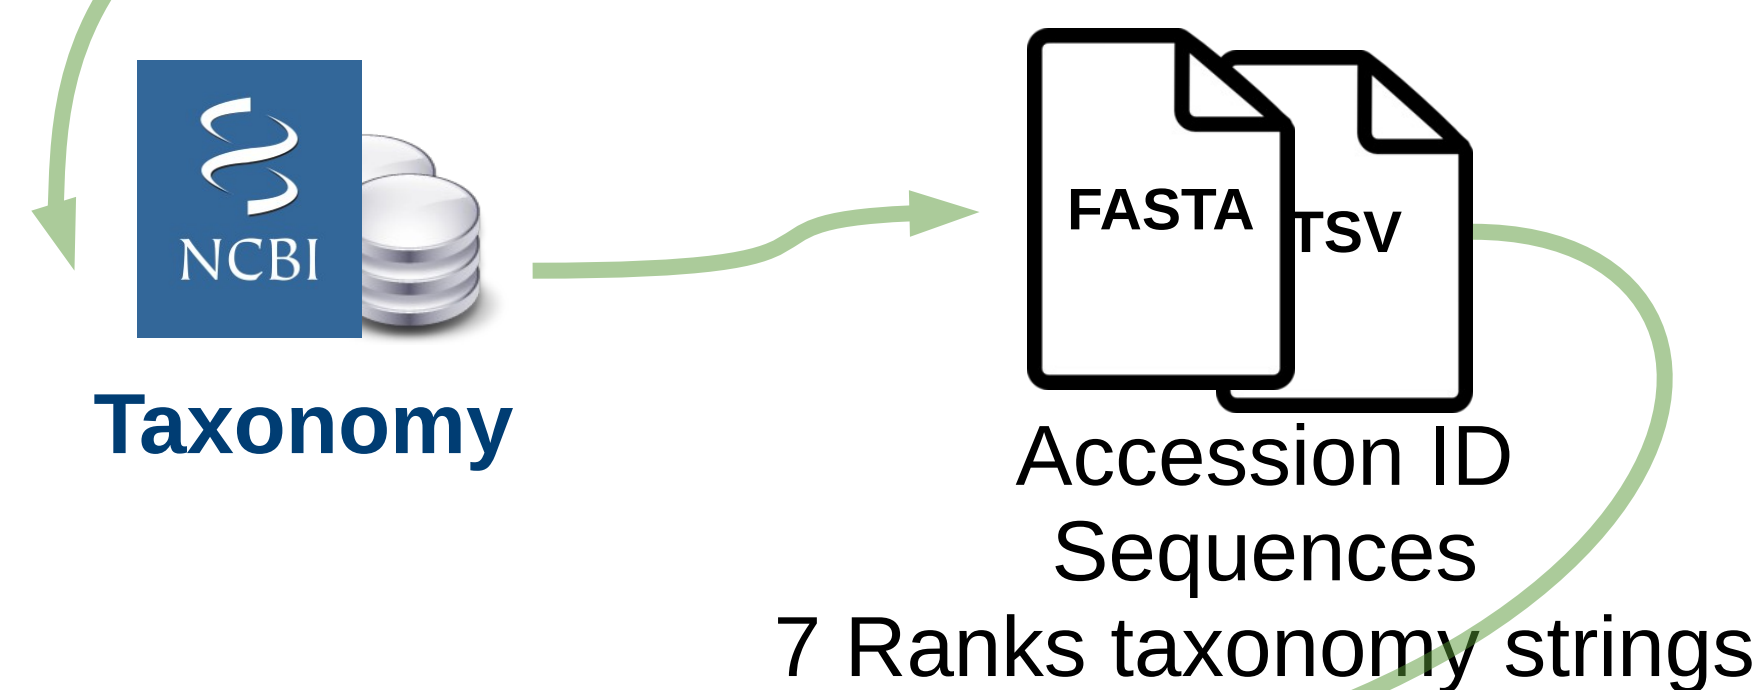 NCBI
Taxonomy
FASTA
TSV
Accession ID
Sequences
7 Ranks taxonomy strings